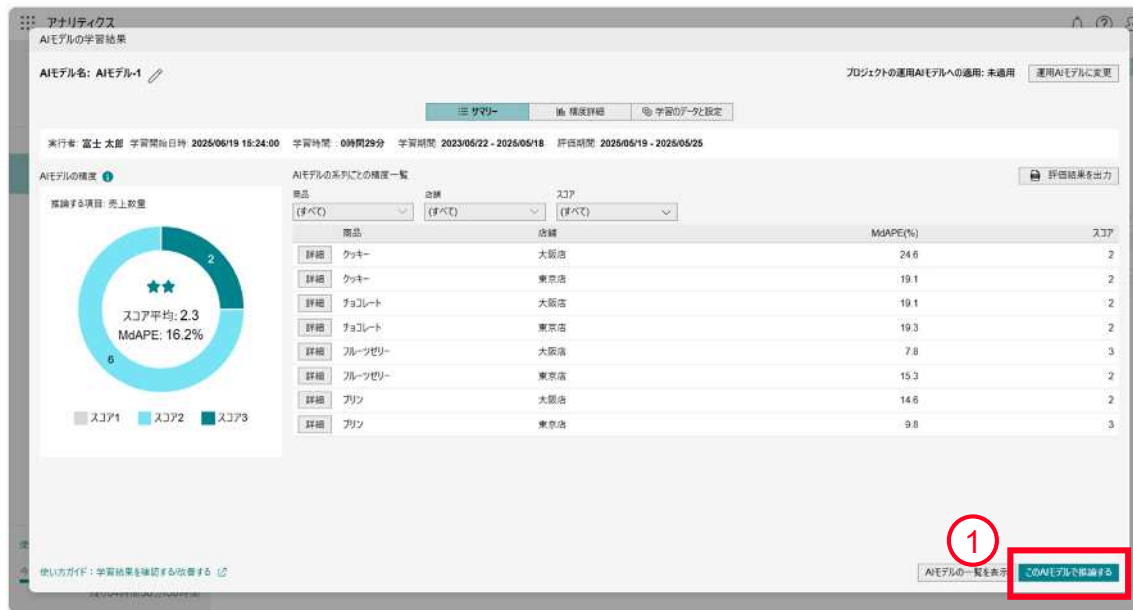 アナリティクス
AIモデルの学習結果
AIモデル名: AIモデル-1
プロジェクトの運用AIモデルへの適用: 未適用 運用AIモデルに変更
サマリー 精度詳細 学習のデータと設定
実行者: 富士 太郎 学習開始日時 2025/06/19 15:24:00 学習時間 : 0時間29分 学習期間 2023/05/22 - 2025/05/18 評価期間 2025/05/19 - 2025/05/25
AIモデルの精度
AIモデルの系列ごとの精度一覧
評価結果を出力
推論する項目: 売上数量
商品 店舗 スコア
(すべて) (すべて) (すべて)
商品 店舗 MdAPE(%) スコア
詳細 クッキー 大阪店 24.6 2
詳細 クッキー 東京店 19.1 2
詳細 チョコレート 大阪店 19.1 2
詳細 チョコレート 東京店 19.3 2
詳細 フルーツゼリー 大阪店 7.8 3
詳細 フルーツゼリー 東京店 15.3 2
詳細 プリン 大阪店 14.6 2
詳細 プリン 東京店 9.8 3
2
スコア平均: 2.3
MdAPE: 16.2%
6
スコア1 スコア2 スコア3
1
使い方ガイド：学習結果を確認する/改善する
AIモデルの一覧を表示 このAIモデルで推論する